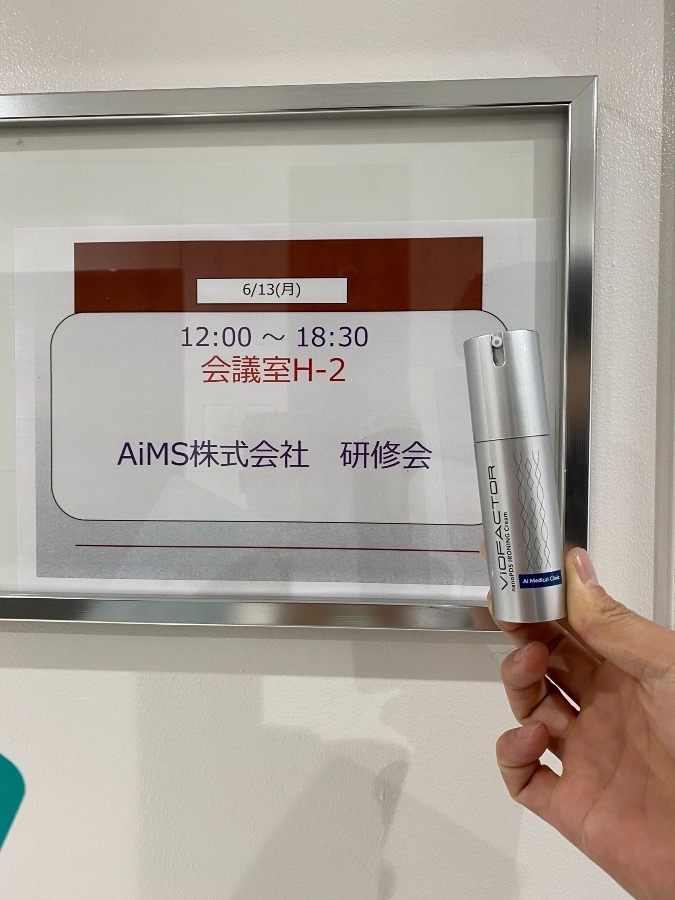 6/13(月)
12:00 ～ 18:30
会議室H-2
AiMS株式会社　研修会
ViOFACTOR
nanoPDS IRONING Cream
AI Medical Clinic